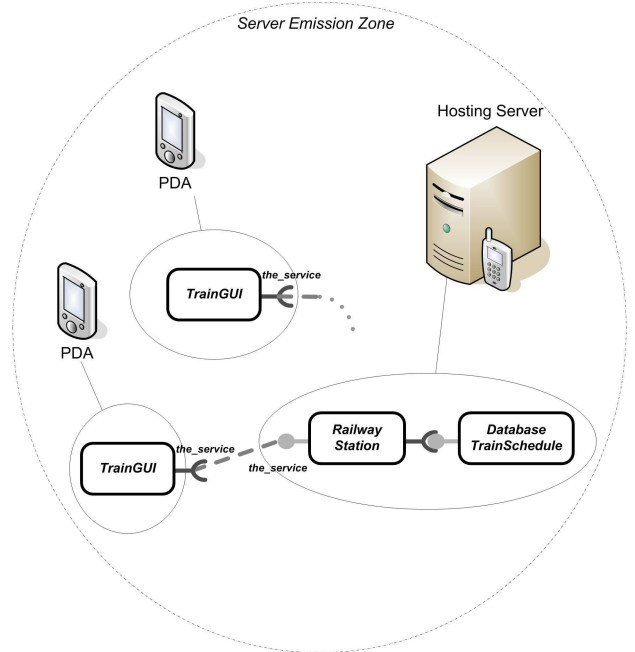 Server Emission Zone
Hosting Server
PDA
the_service
TrainGUI
PDA
Railway
Station
Database
TrainSchedule
the_service
TrainGUI
the_service